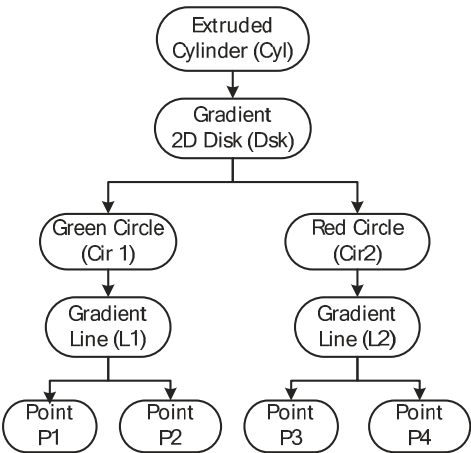 Extruded
Cylinder (Cyl)
Gradient
2D Disk (Dsk)
Green Circle
(Cir 1)
Red Circle
(Cir2)
Gradient
Line (L1)
Gradient
Line (L2)
Point
P1
Point
P2
Point
P3
Point
P4